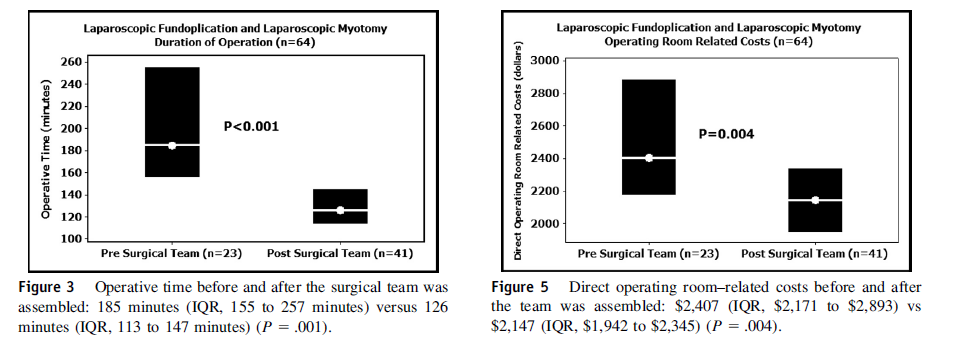 Laparoscopic Fundoplication and Laparoscopic Myotomy
Duration of Operation (n=64)
Operative Time (minutes)
260
240
220
200
180
160
140
120
100
P<0.001
Pre Surgical Team (n=23)
Post Surgical Team (n=41)
Figure 3 Operative time before and after the surgical team was
assembled: 185 minutes (IQR, 155 to 257 minutes) versus 126
minutes (IQR, 113 to 147 minutes) (P = .001).
Laparoscopic Fundoplication and Laparoscopic Myotomy
Operating Room Related Costs (n=64)
Direct Operating Room Related Costs (dollars)
3000
2800
2600
2400
2200
2000
P=0.004
Pre Surgical Team (n=23)
Post Surgical Team (n=41)
Figure 5 Direct operating room–related costs before and after
the team was assembled: $2,407 (IQR, $2,171 to $2,893) vs
$2,147 (IQR, $1,942 to $2,345) (P = .004).